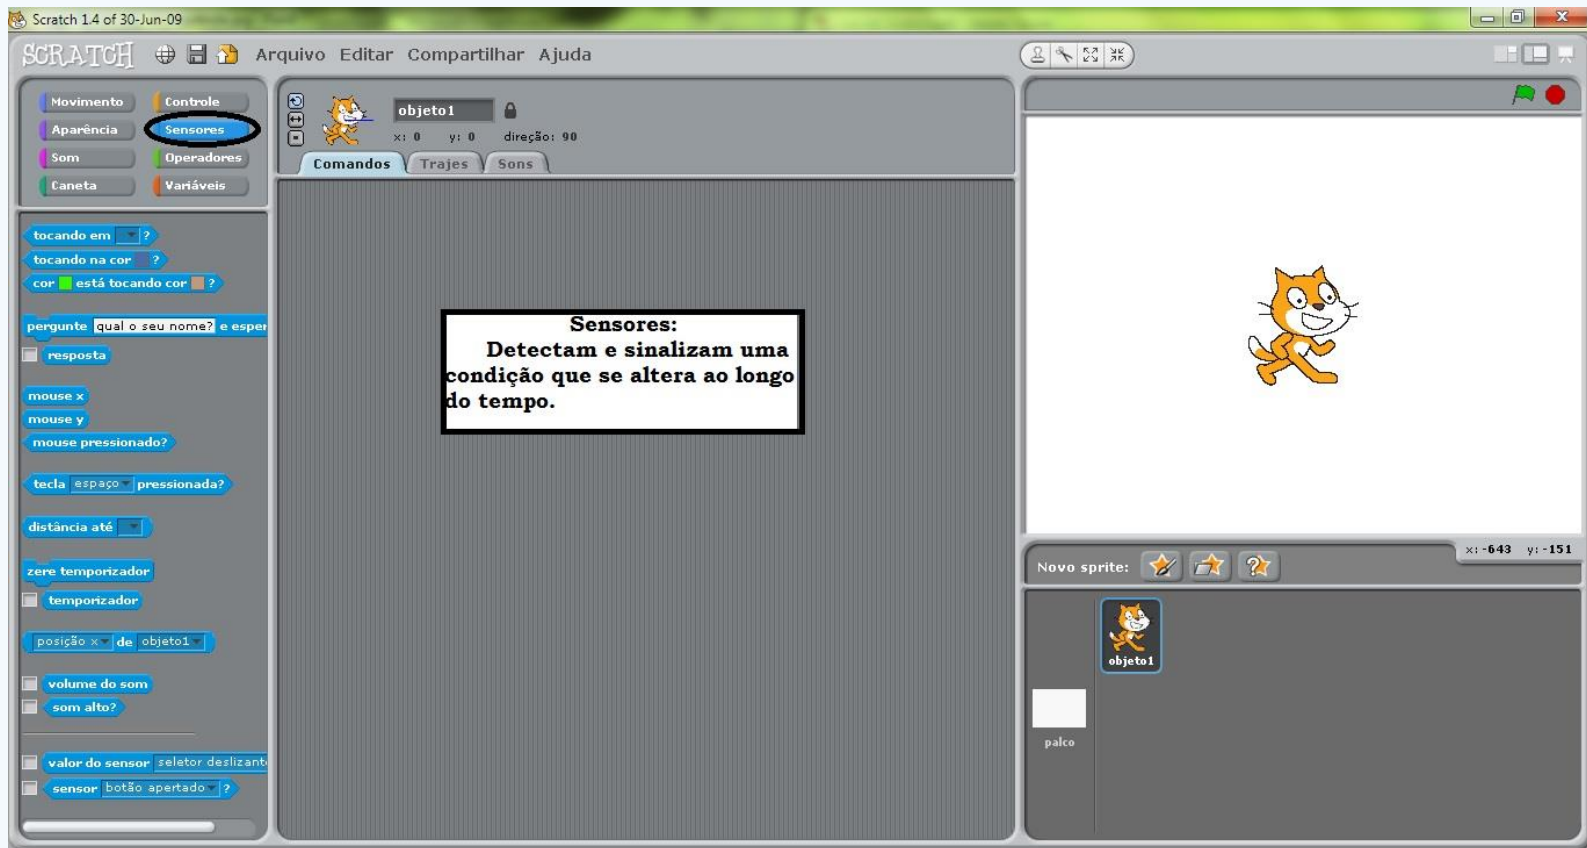 Scratch 1.4 of 30-Jun-09
SCRATCH Arquivo Editar Compartilhar Ajuda
Movimento Controle
Aparência Sensores
Som Operadores
Caneta Variáveis
objeto1
x: 0 y: 0 direção: 90
Comandos Trajes Sons
tocando em ?
tocando na cor ?
cor está tocando cor ?
pergunte qual o seu nome? e esper
resposta
mouse x
mouse y
mouse pressionado?
tecla espaço pressionada?
distância até
zere temporizador
temporizador
posição x de objeto1
volume do som
som alto?
valor do sensor seletor deslizant
sensor botão apertado ?
Sensores:
Detectam e sinalizam uma
condição que se altera ao longo
do tempo.
x: -643 y: -151
Novo sprite:
objeto1
palco